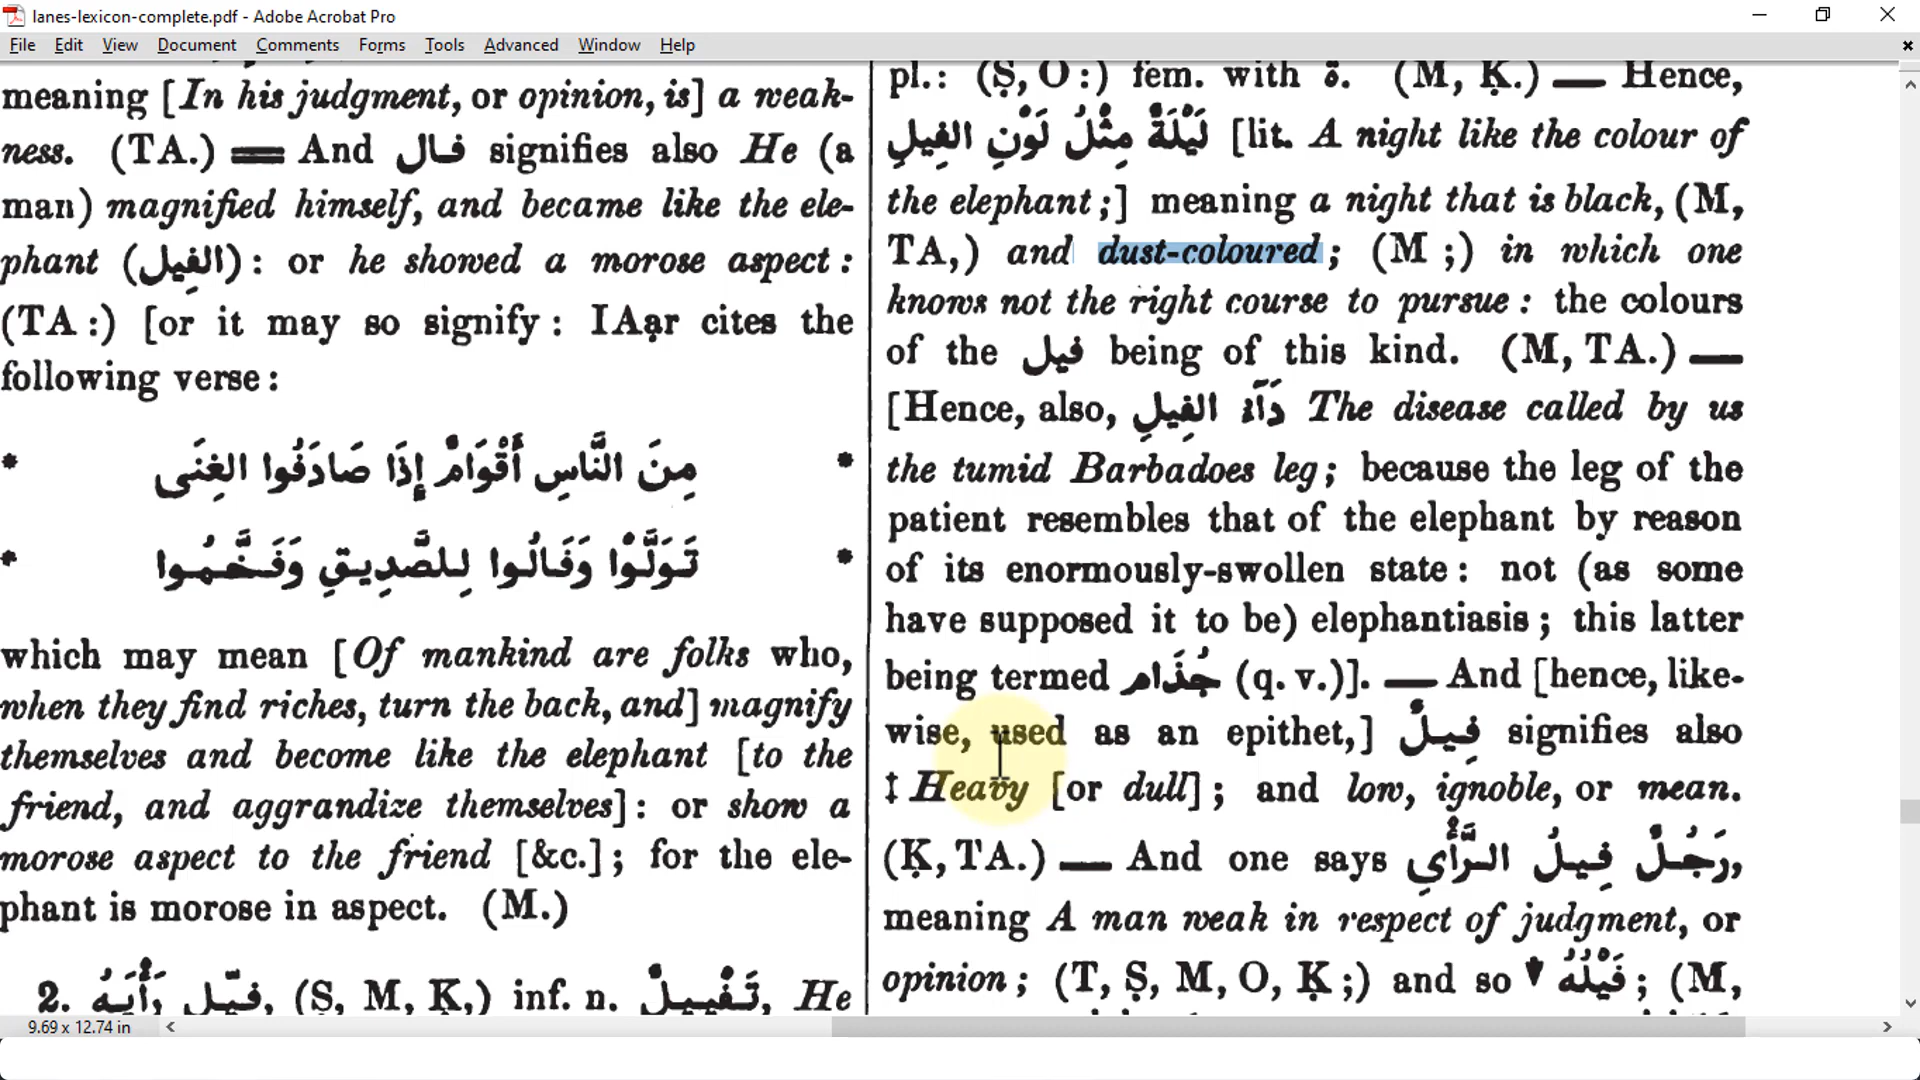 lanes-lexicon-complete.pdf - Adobe Acrobat Pro
File Edit View Document Comments Forms Tools Advanced Window Help
meaning [In his judgment, or opinion, is] a weak-
ness. (TA.) = And فال signifies also He (a
man) magnified himself, and became like the ele-
phant (الفِيل): or he showed a morose aspect:
(TA:) [or it may so signify: IAạr cites the
following verse:
* مِنَ النَّاسِ أَقْوَامٌ إِذَا صَادَفُوا الغِنَى *
* تَوَلَّوْا وَفَالُوا لِلصَّدِيقِ وَفَخَّمُوا *
which may mean [Of mankind are folks who,
when they find riches, turn the back, and] magnify
themselves and become like the elephant [to the
friend, and aggrandize themselves]: or show a
morose aspect to the friend [&c.]; for the ele-
phant is morose in aspect. (M.)
2. فيّل رَأْيَهُ, (Ṣ, M, Ḳ,) inf. n. تَفْيِيلٌ, He
pl.: (Ṣ, O:) fem. with ة. (M, Ḳ.) — Hence,
لَيْلَةٌ مِثْلُ لَوْنِ الفِيلِ [lit. A night like the colour of
the elephant;] meaning a night that is black, (M,
TA,) and dust-coloured; (M;) in which one
knows not the right course to pursue: the colours
of the فيل being of this kind. (M, TA.) —
[Hence, also, دَآءُ الفِيلِ The disease called by us
the tumid Barbadoes leg; because the leg of the
patient resembles that of the elephant by reason
of its enormously-swollen state: not (as some
have supposed it to be) elephantiasis; this latter
being termed جُذَام (q. v.)]. — And [hence, like-
wise, used as an epithet,] فِيلٌ signifies also
‡ Heavy [or dull]; and low, ignoble, or mean.
(Ḳ, TA.) — And one says رَجُلٌ فِيلُ الرَّأْىِ,
meaning A man weak in respect of judgment, or
opinion; (T, Ṣ, M, O, Ḳ;) and so ▼ فَيْلُهُ; (M,
9.69 x 12.74 in